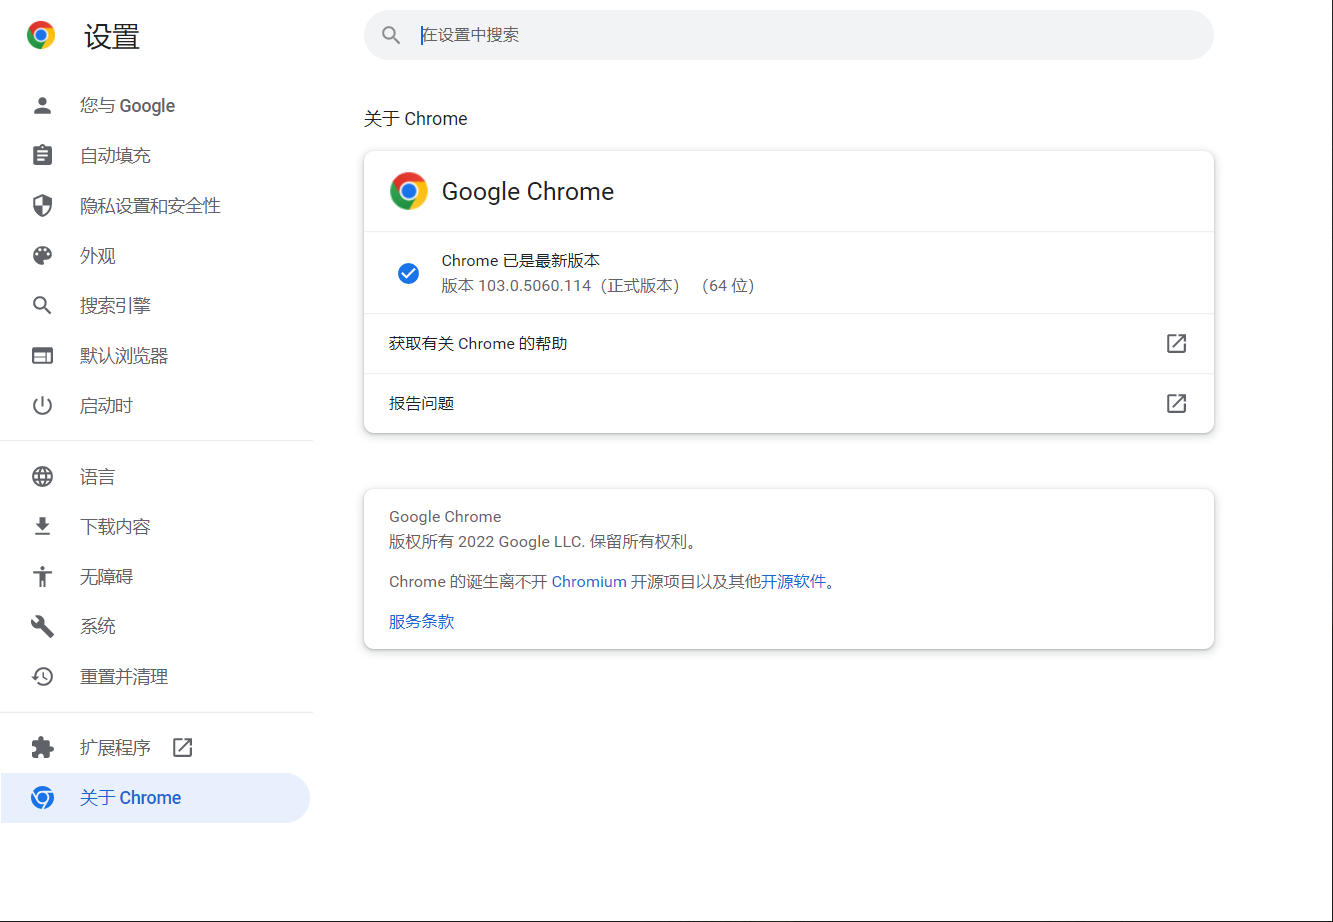 设置
在设置中搜索
您与 Google
自动填充
隐私设置和安全性
外观
搜索引擎
默认浏览器
启动时
语言
下载内容
无障碍
系统
重置并清理
扩展程序
关于 Chrome
关于 Chrome
Google Chrome
Chrome 已是最新版本
版本 103.0.5060.114（正式版本） （64 位）
获取有关 Chrome 的帮助
报告问题
Google Chrome
版权所有 2022 Google LLC. 保留所有权利。
Chrome 的诞生离不开 Chromium 开源项目以及其他开源软件。
服务条款